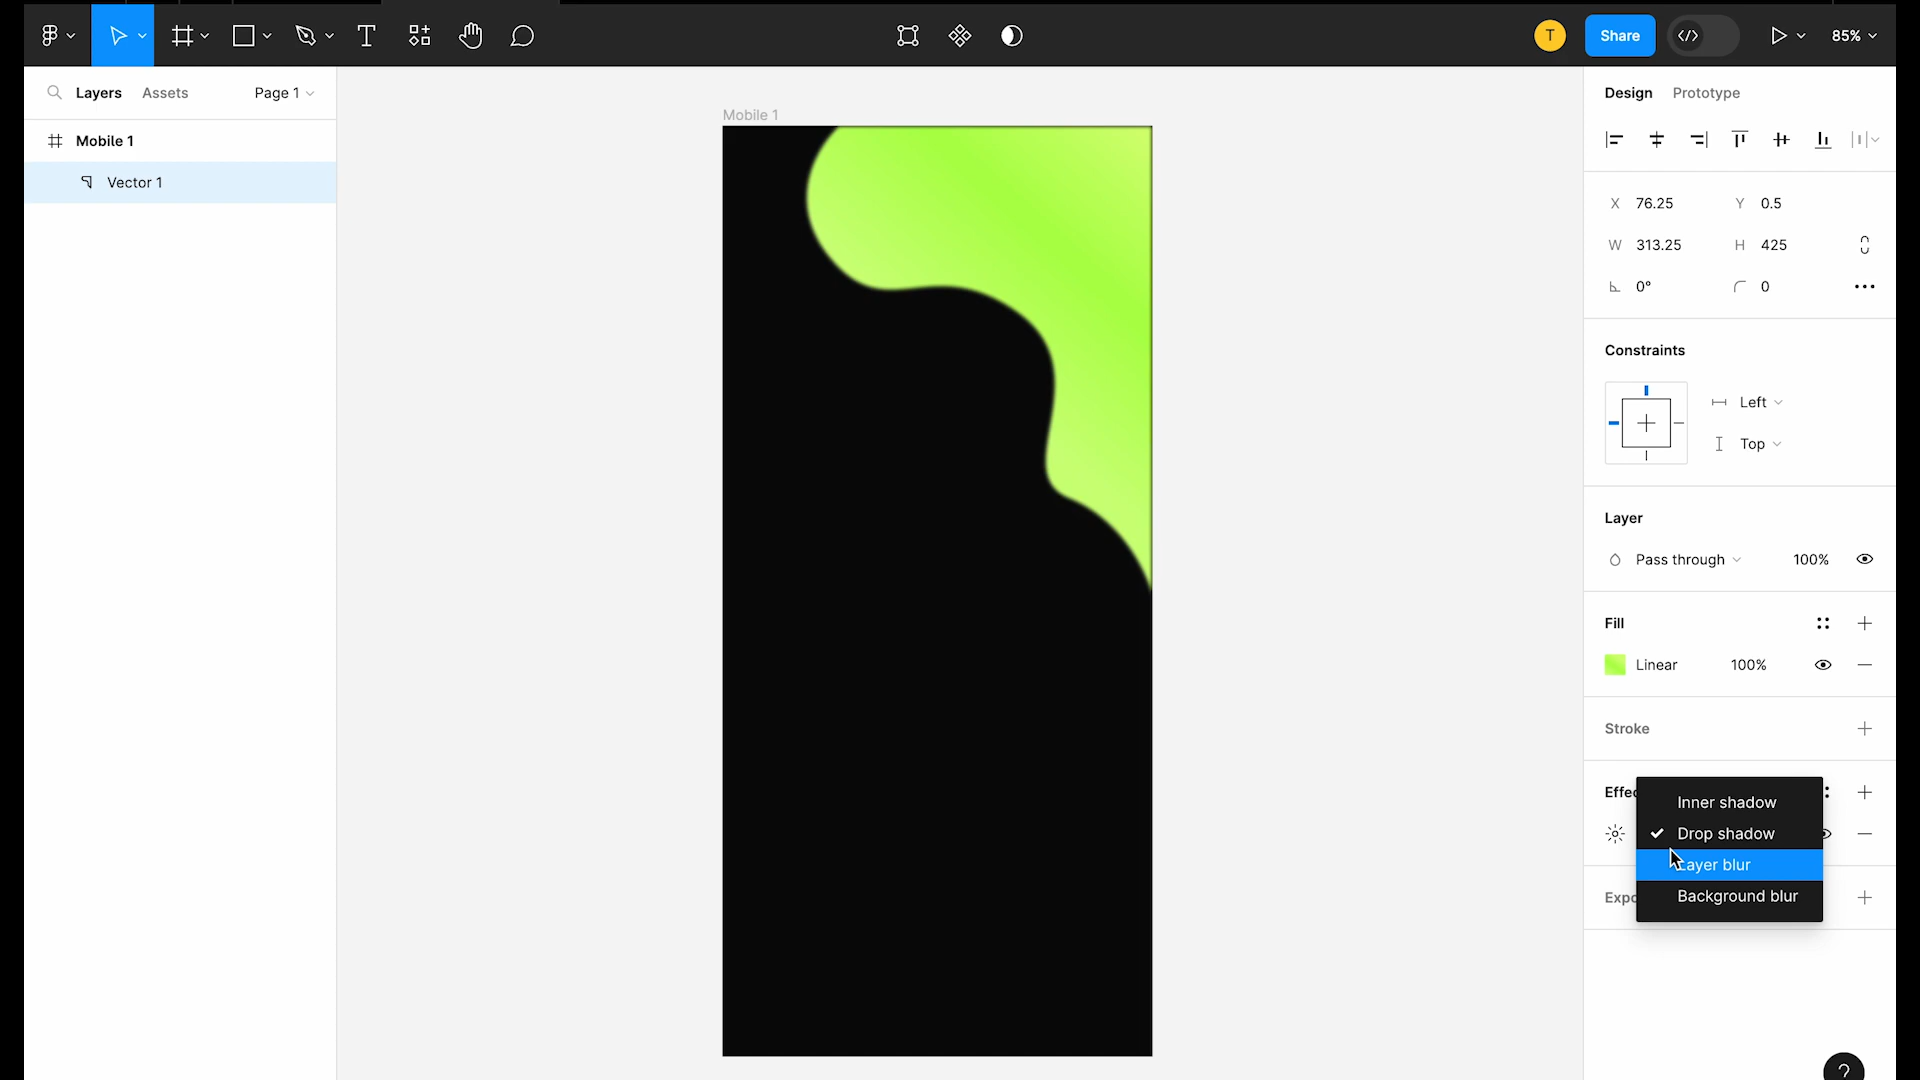 T
Share
85%
Layers
Assets
Page 1
Mobile 1
Vector 1
Mobile 1
Design
Prototype
X 76.25
Y 0.5
W 313.25
H 425
0°
0
Constraints
Left
Top
Layer
Pass through
100%
Fill
Linear
100%
Stroke
Effec
Inner shadow
Drop shadow
Layer blur
Background blur
Expo
?